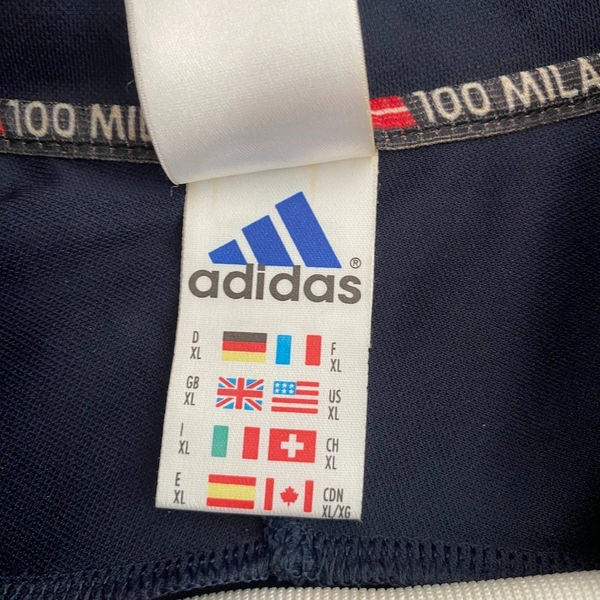 100 MIL
100 MILA
adidas®
D XL F XL
GB XL US XL
I XL CH XL
E XL CDN XL/XG